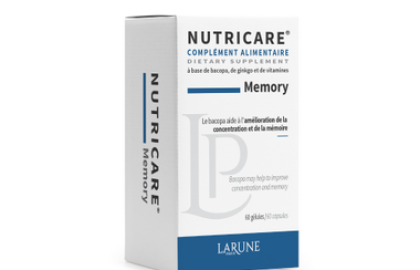 NUTRICARE®
COMPLÉMENT ALIMENTAIRE
DIETARY SUPPLEMENT
à base de bacopa, de ginkgo et de vitamines
Memory
Le bacopa aide à l'amélioration de la
concentration et de la mémoire
Bacopa may help to improve
concentration and memory
60 gélules/60 capsules
LARUNE
NUTRICARE®
Memory
LP